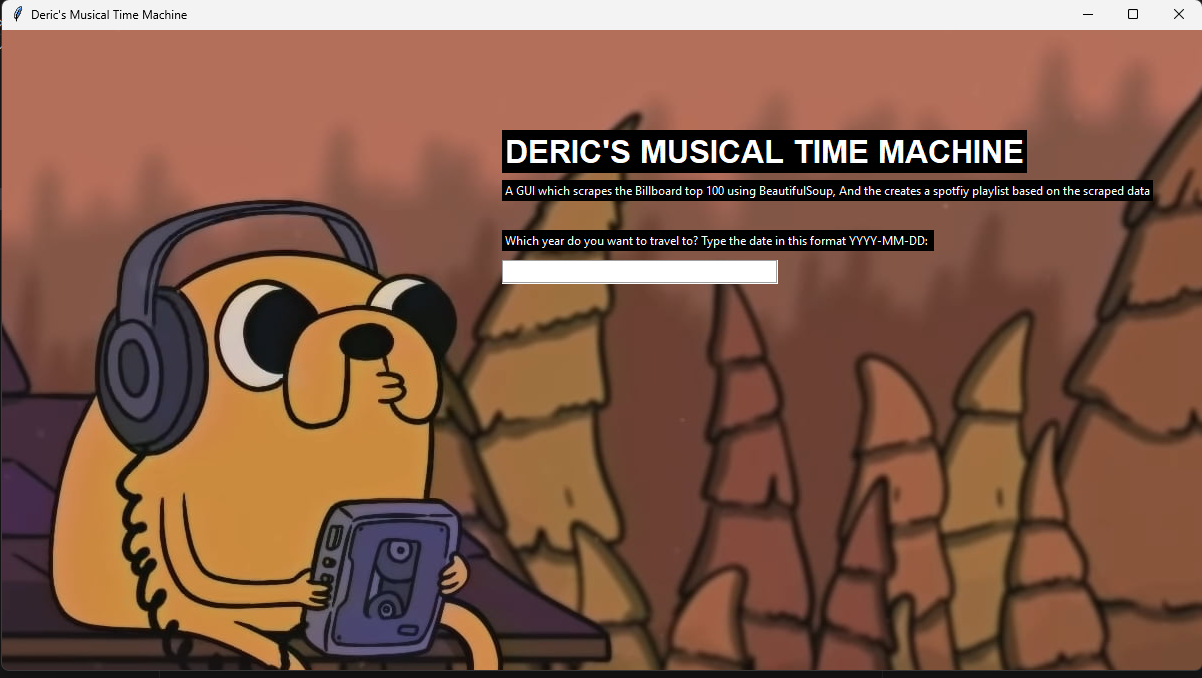 Deric's Musical Time Machine
DERIC'S MUSICAL TIME MACHINE
A GUI which scrapes the Billboard top 100 using BeautifulSoup, And the creates a spotfiy playlist based on the scraped data
Which year do you want to travel to? Type the date in this format YYYY-MM-DD: